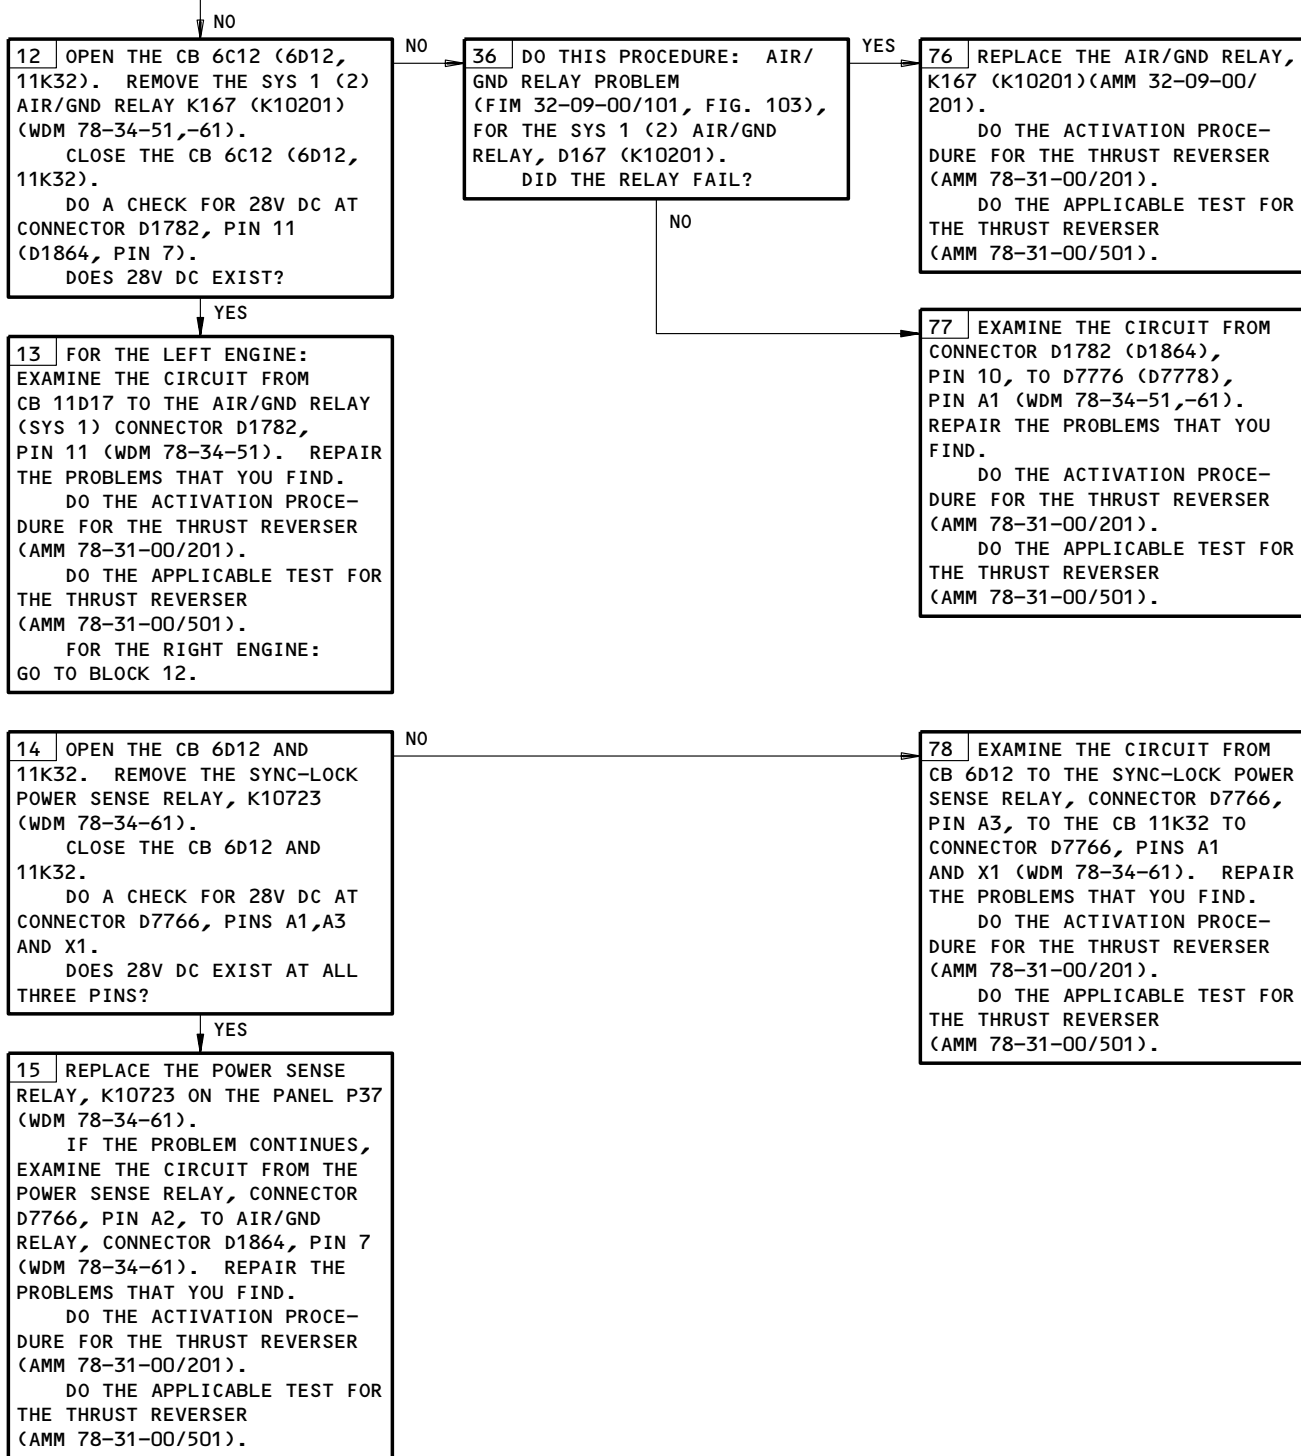 NO
12 OPEN THE CB 6C12 (6D12,
11K32). REMOVE THE SYS 1 (2)
AIR/GND RELAY K167 (K10201)
(WDM 78-34-51,-61).
CLOSE THE CB 6C12 (6D12,
11K32).
DO A CHECK FOR 28V DC AT
CONNECTOR D1782, PIN 11
(D1864, PIN 7).
DOES 28V DC EXIST?
NO
36 DO THIS PROCEDURE: AIR/
GND RELAY PROBLEM
(FIM 32-09-00/101, FIG. 103),
FOR THE SYS 1 (2) AIR/GND
RELAY, D167 (K10201).
DID THE RELAY FAIL?
YES
76 REPLACE THE AIR/GND RELAY,
K167 (K10201)(AMM 32-09-00/
201).
DO THE ACTIVATION PROCE-
DURE FOR THE THRUST REVERSER
(AMM 78-31-00/201).
DO THE APPLICABLE TEST FOR
THE THRUST REVERSER
(AMM 78-31-00/501).
NO
77 EXAMINE THE CIRCUIT FROM
CONNECTOR D1782 (D1864),
PIN 10, TO D7776 (D7778),
PIN A1 (WDM 78-34-51,-61).
REPAIR THE PROBLEMS THAT YOU
FIND.
DO THE ACTIVATION PROCE-
DURE FOR THE THRUST REVERSER
(AMM 78-31-00/201).
DO THE APPLICABLE TEST FOR
THE THRUST REVERSER
(AMM 78-31-00/501).
YES
13 FOR THE LEFT ENGINE:
EXAMINE THE CIRCUIT FROM
CB 11D17 TO THE AIR/GND RELAY
(SYS 1) CONNECTOR D1782,
PIN 11 (WDM 78-34-51). REPAIR
THE PROBLEMS THAT YOU FIND.
DO THE ACTIVATION PROCE-
DURE FOR THE THRUST REVERSER
(AMM 78-31-00/201).
DO THE APPLICABLE TEST FOR
THE THRUST REVERSER
(AMM 78-31-00/501).
FOR THE RIGHT ENGINE:
GO TO BLOCK 12.
14 OPEN THE CB 6D12 AND
11K32. REMOVE THE SYNC-LOCK
POWER SENSE RELAY, K10723
(WDM 78-34-61).
CLOSE THE CB 6D12 AND
11K32.
DO A CHECK FOR 28V DC AT
CONNECTOR D7766, PINS A1,A3
AND X1.
DOES 28V DC EXIST AT ALL
THREE PINS?
NO
78 EXAMINE THE CIRCUIT FROM
CB 6D12 TO THE SYNC-LOCK POWER
SENSE RELAY, CONNECTOR D7766,
PIN A3, TO THE CB 11K32 TO
CONNECTOR D7766, PINS A1
AND X1 (WDM 78-34-61). REPAIR
THE PROBLEMS THAT YOU FIND.
DO THE ACTIVATION PROCE-
DURE FOR THE THRUST REVERSER
(AMM 78-31-00/201).
DO THE APPLICABLE TEST FOR
THE THRUST REVERSER
(AMM 78-31-00/501).
YES
15 REPLACE THE POWER SENSE
RELAY, K10723 ON THE PANEL P37
(WDM 78-34-61).
IF THE PROBLEM CONTINUES,
EXAMINE THE CIRCUIT FROM THE
POWER SENSE RELAY, CONNECTOR
D7766, PIN A2, TO AIR/GND
RELAY, CONNECTOR D1864, PIN 7
(WDM 78-34-61). REPAIR THE
PROBLEMS THAT YOU FIND.
DO THE ACTIVATION PROCE-
DURE FOR THE THRUST REVERSER
(AMM 78-31-00/201).
DO THE APPLICABLE TEST FOR
THE THRUST REVERSER
(AMM 78-31-00/501).